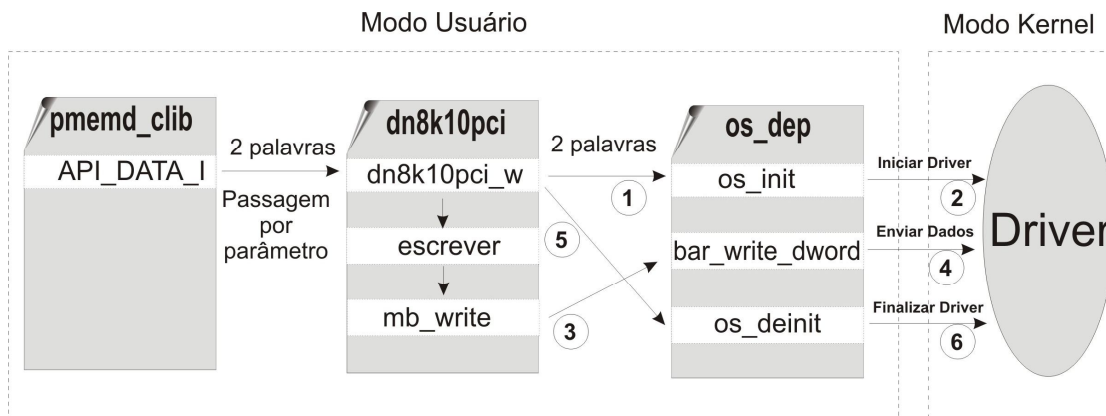 Modo Usuário
Modo Kernel
pmemd_clib
API_DATA_I
2 palavras
Passagem
por
parâmetro
dn8k10pci
dn8k10pci_w
escrever
mb_write
2 palavras
1
5
3
os_dep
os_init
bar_write_dword
os_deinit
Iniciar Driver
2
Enviar Dados
4
Finalizar Driver
6
Driver